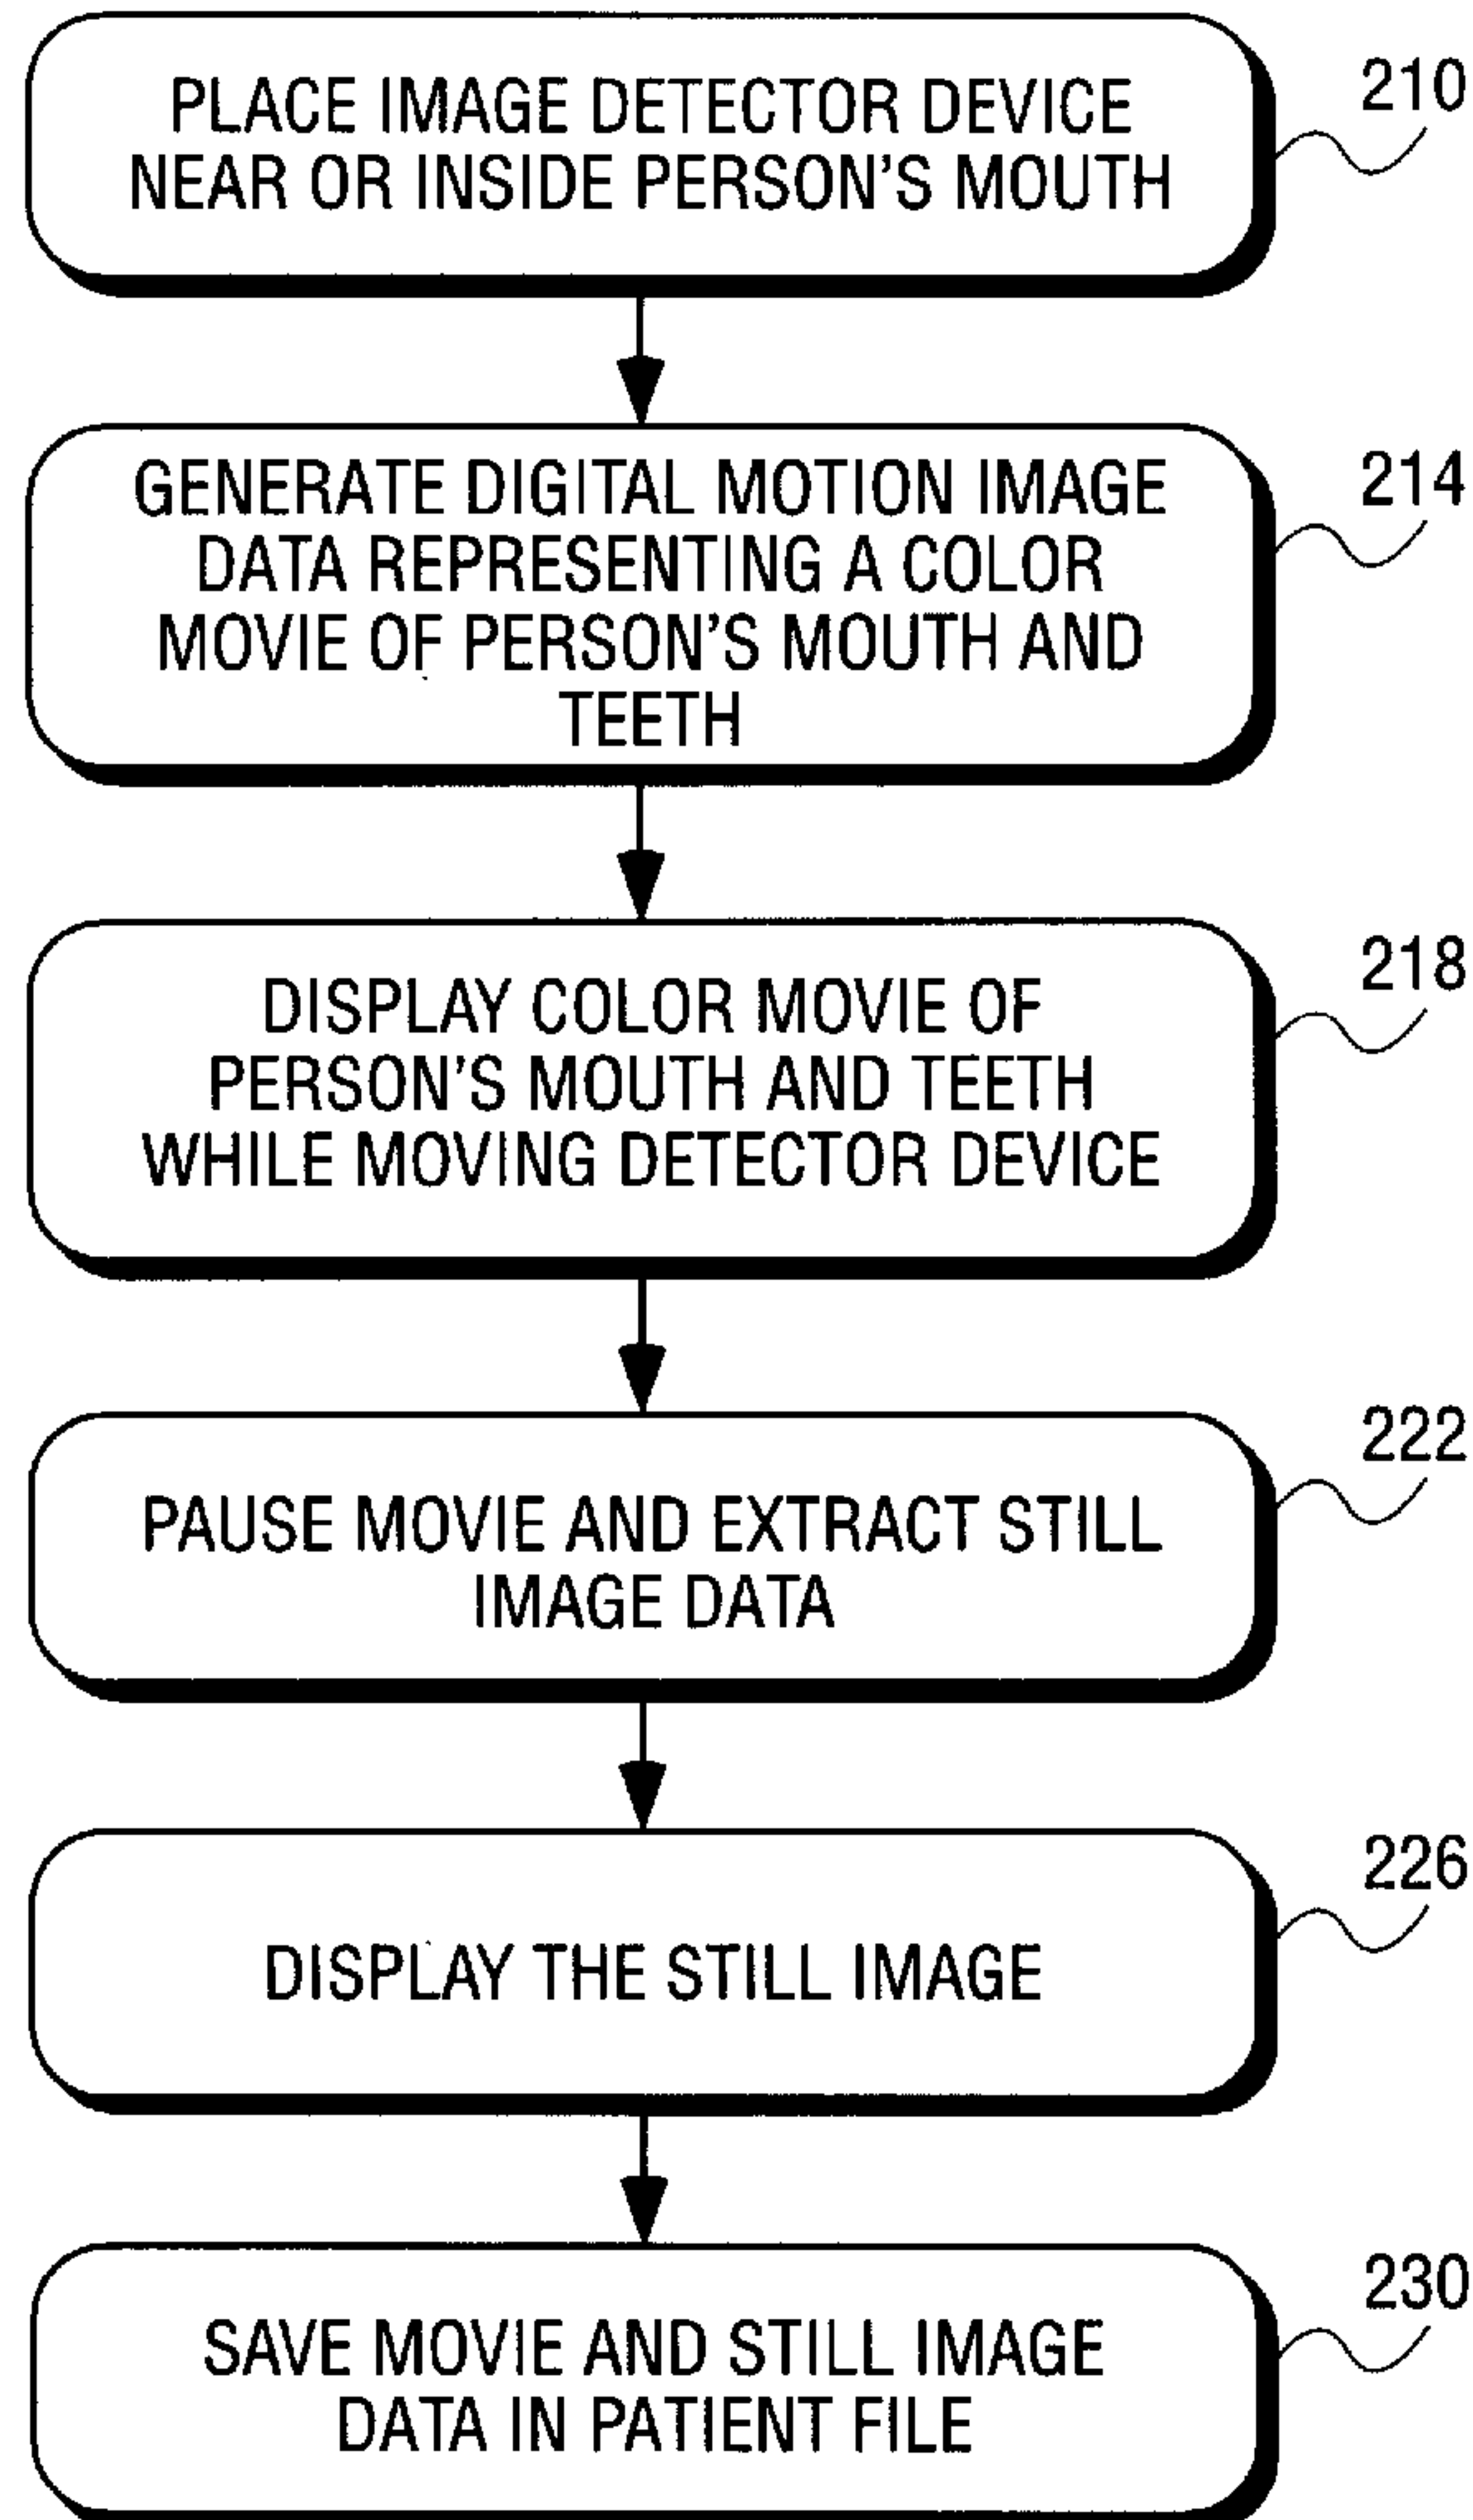 PLACE IMAGE DETECTOR DEVICE
NEAR OR INSIDE PERSON'S MOUTH
210
GENERATE DIGITAL MOTION IMAGE
DATA REPRESENTING A COLOR
MOVIE OF PERSON'S MOUTH AND
TEETH
214
DISPLAY COLOR MOVIE OF
PERSON'S MOUTH AND TEETH
WHILE MOVING DETECTOR DEVICE
218
PAUSE MOVIE AND EXTRACT STILL
IMAGE DATA
222
DISPLAY THE STILL IMAGE
226
SAVE MOVIE AND STILL IMAGE
DATA IN PATIENT FILE
230